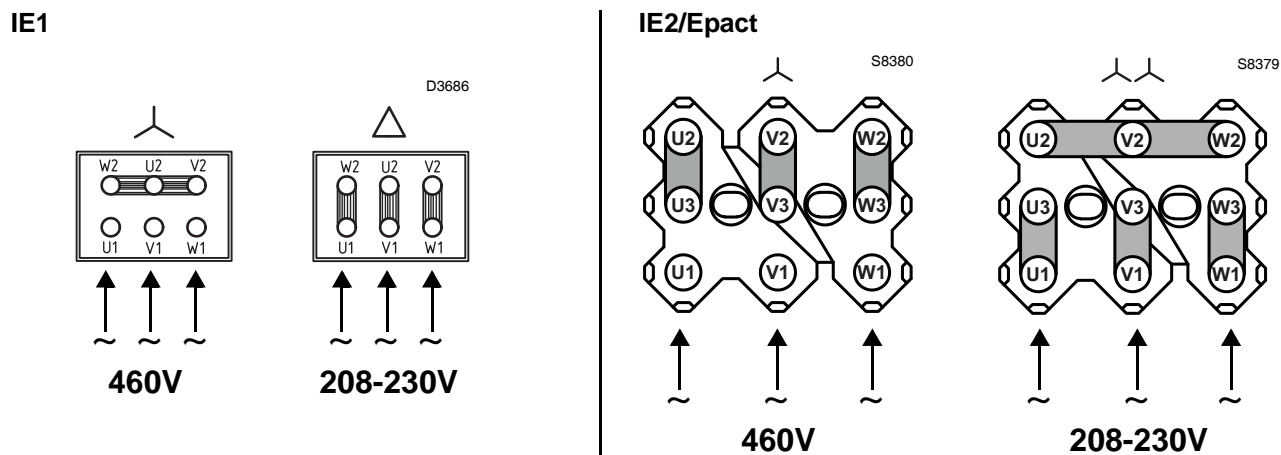 IE1
D3686
W2 U2 V2
U1 V1 W1
~ ~ ~
460V
W2 U2 V2
U1 V1 W1
~ ~ ~
208-230V
IE2/Epact
S8380
U2 V2 W2
U3 V3 W3
U1 V1 W1
~ ~ ~
460V
S8379
U2 V2 W2
U3 V3 W3
U1 V1 W1
~ ~ ~
208-230V